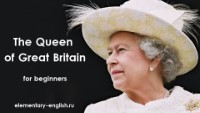 The Queen
of Great Britain
for beginners
elementary-english.ru